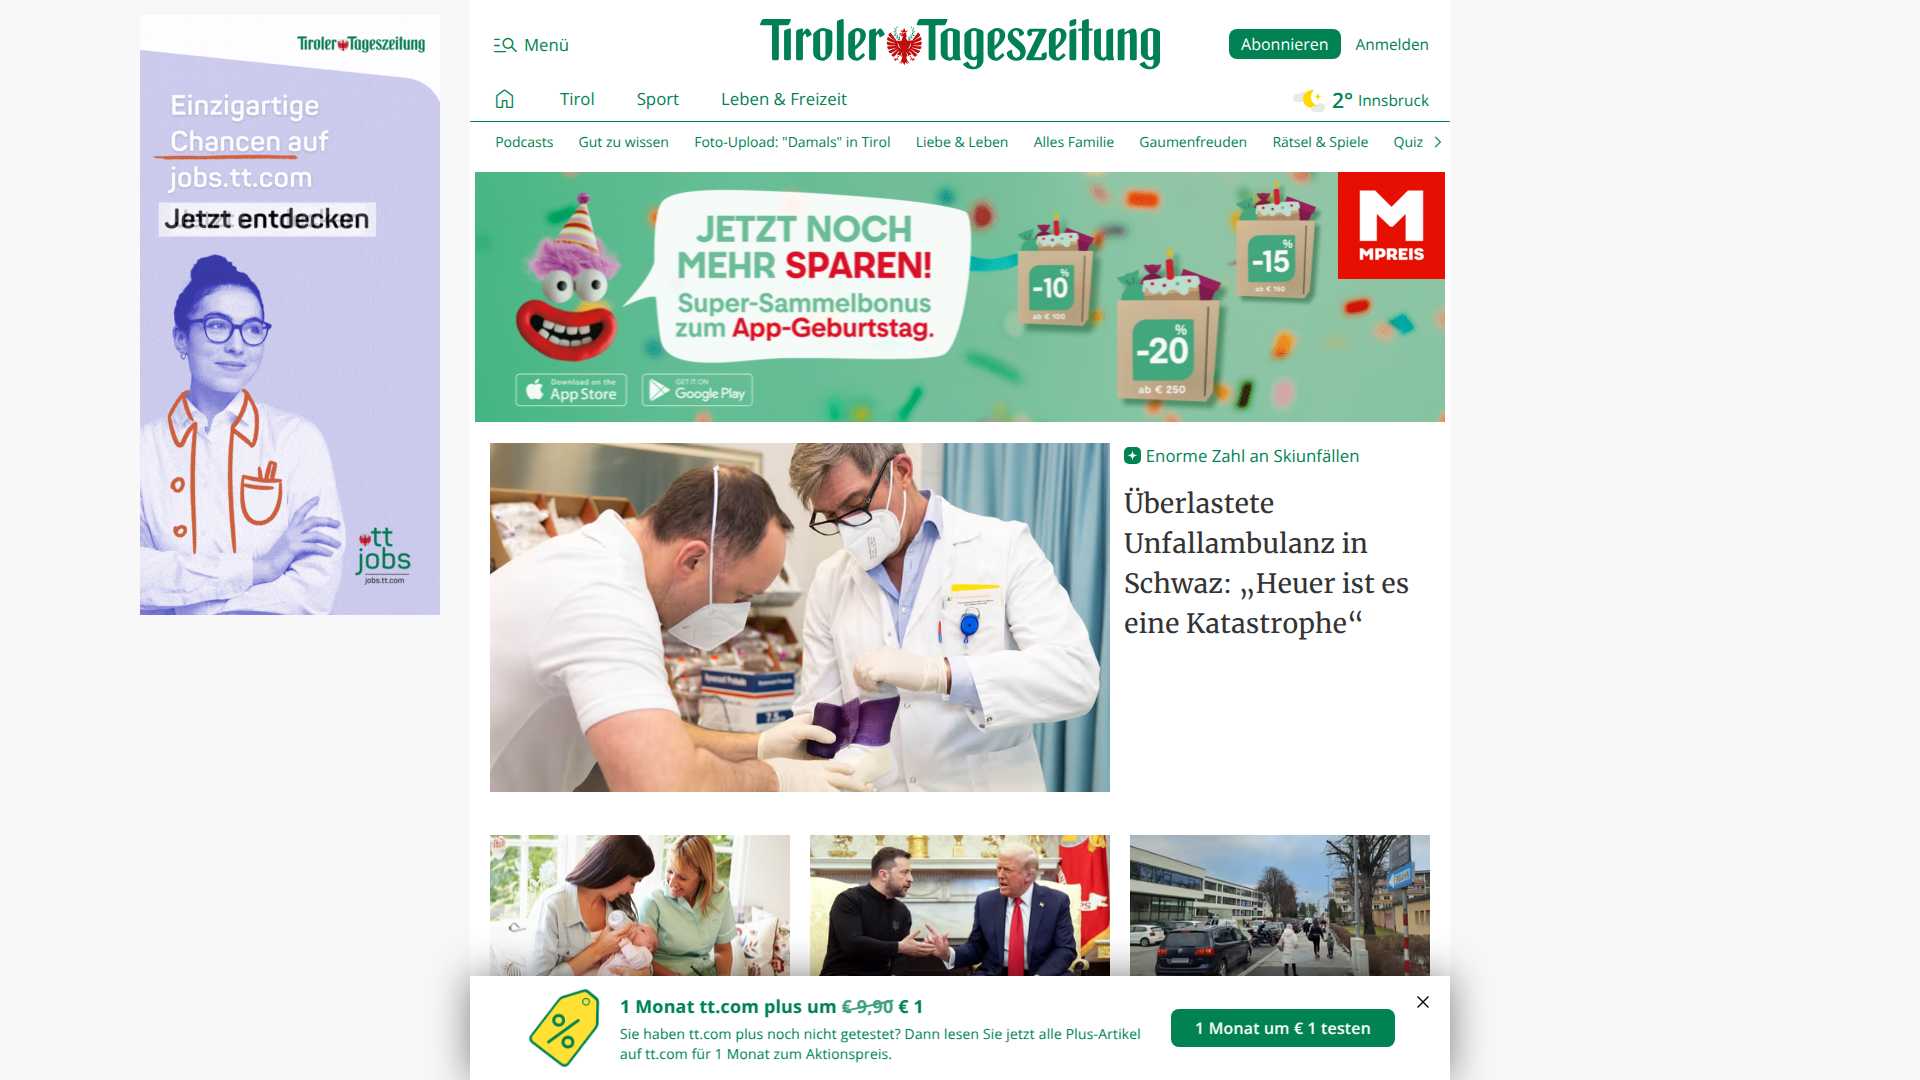 Tiroler Tageszeitung
Einzigartige
Chancen auf
jobs.tt.com
Jetzt entdecken
tt
jobs
jobs.tt.com
Menü
Tiroler Tageszeitung
Abonnieren
Anmelden
Tirol
Sport
Leben & Freizeit
2° Innsbruck
Podcasts
Gut zu wissen
Foto-Upload: "Damals" in Tirol
Liebe & Leben
Alles Familie
Gaumenfreuden
Rätsel & Spiele
Quiz
JETZT NOCH
MEHR SPAREN!
Super-Sammelbonus
zum App-Geburtstag.
Download on the
App Store
GET IT ON
Google Play
-10%
ab € 100
-20%
ab € 250
-15%
ab € 150
M
MPREIS
Enorme Zahl an Skiunfällen
Überlastete
Unfallambulanz in
Schwaz: „Heuer ist es
eine Katastrophe“
1 Monat tt.com plus um € 9,90 € 1
Sie haben tt.com plus noch nicht getestet? Dann lesen Sie jetzt alle Plus-Artikel
auf tt.com für 1 Monat zum Aktionspreis.
1 Monat um € 1 testen